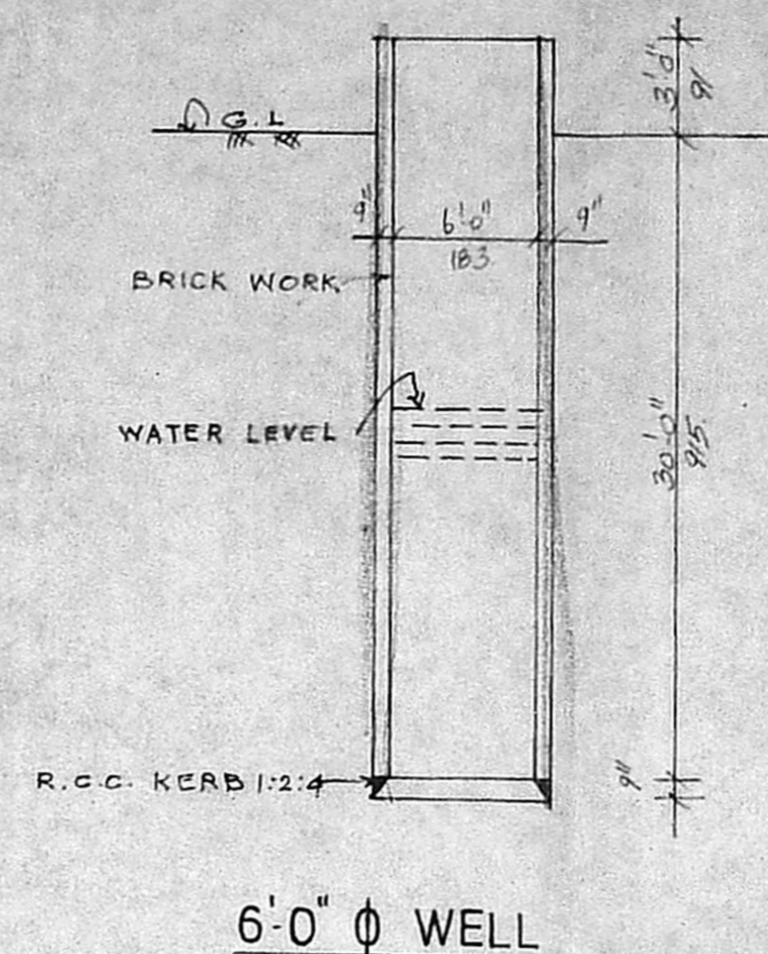 3'-0"
91
G.L
9"
6'-0"
9"
183
BRICK WORK
WATER LEVEL
30'-0"
915
R.C.C. KERB 1:2:4
9"
6'-0" ϕ WELL